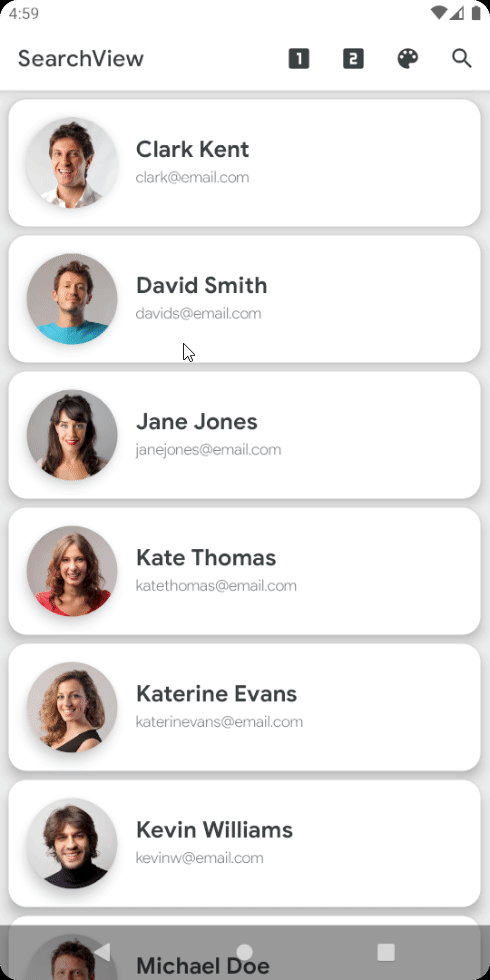 4:59
SearchView
1 2
Clark Kent
clark@email.com
David Smith
davids@email.com
Jane Jones
janejones@email.com
Kate Thomas
katethomas@email.com
Katerine Evans
katerinevans@email.com
Kevin Williams
kevinw@email.com
Michael Doe